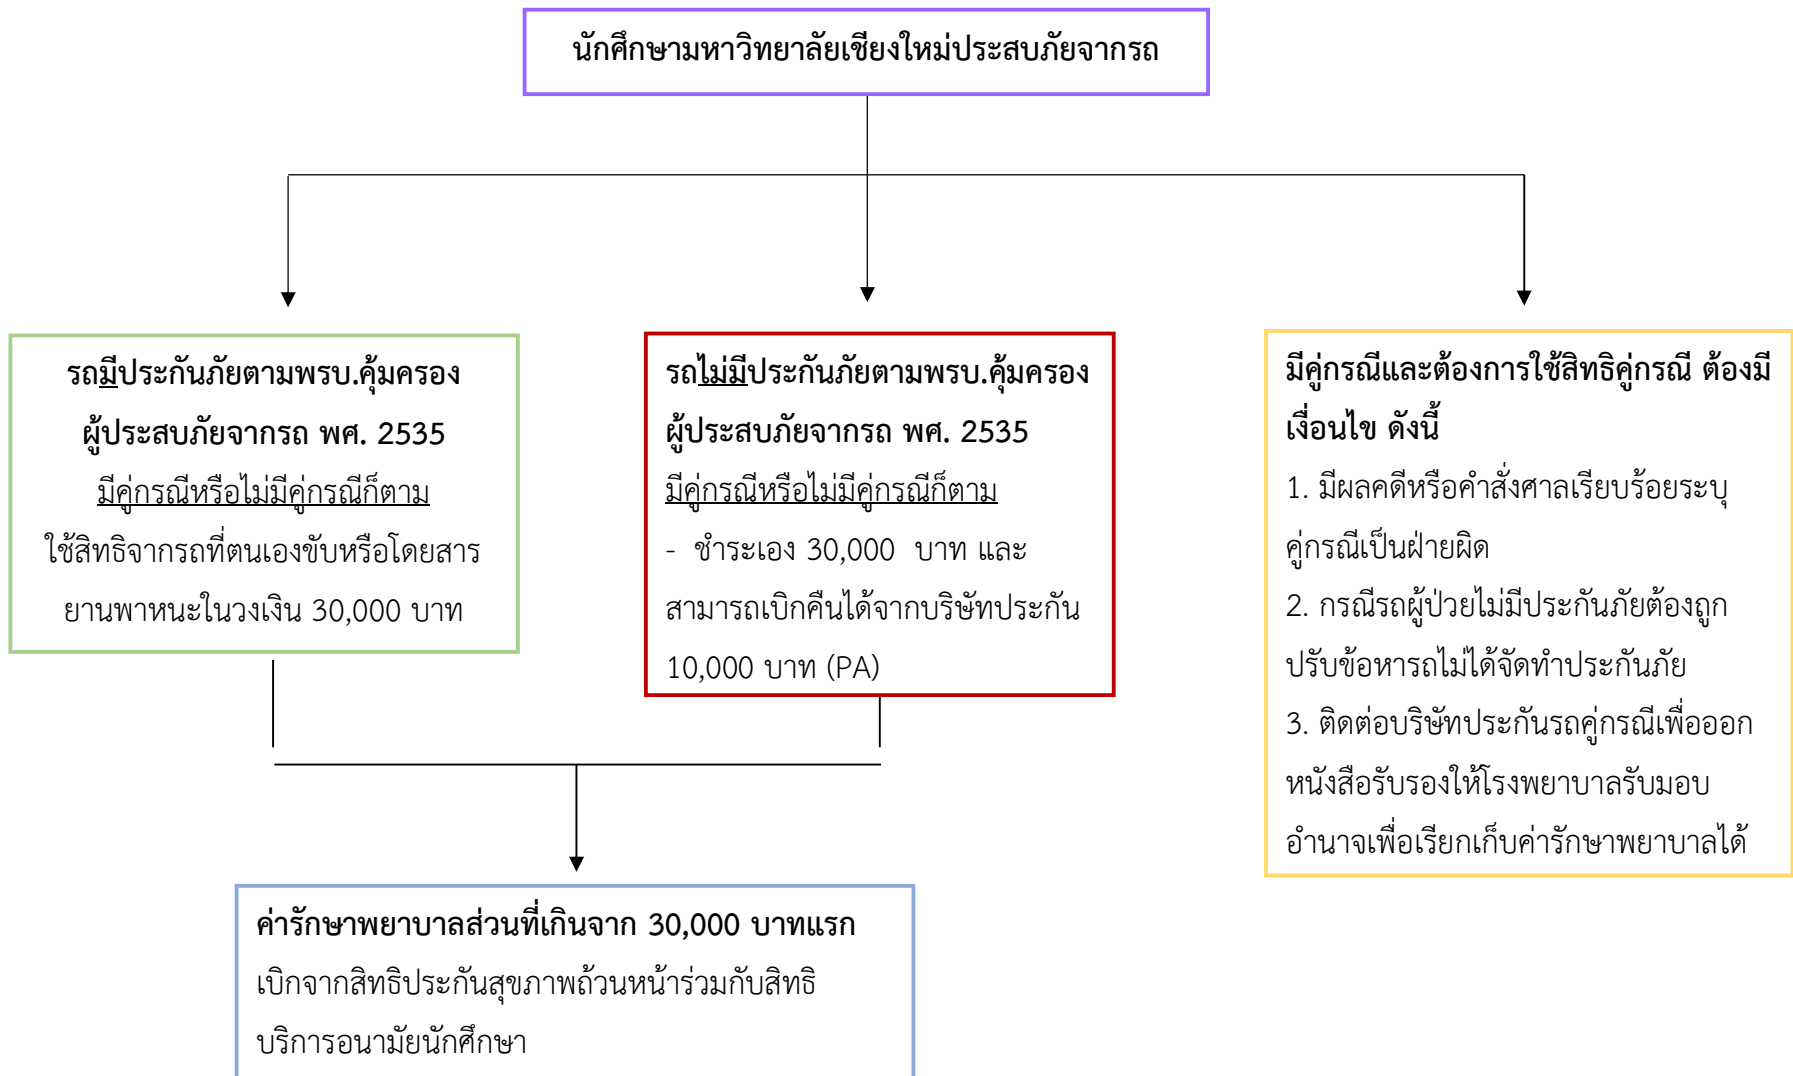 นักศึกษามหาวิทยาลัยเชียงใหม่ประสบภัยจากรถ
รถมีประกันภัยตามพรบ.คุ้มครอง
ผู้ประสบภัยจากรถ พศ. 2535
มีคู่กรณีหรือไม่มีคู่กรณีก็ตาม
ใช้สิทธิจากรถที่ตนเองขับหรือโดยสาร
ยานพาหนะในวงเงิน 30,000 บาท
รถไม่มีประกันภัยตามพรบ.คุ้มครอง
ผู้ประสบภัยจากรถ พศ. 2535
มีคู่กรณีหรือไม่มีคู่กรณีก็ตาม
- ชำระเอง 30,000 บาท และ
สามารถเบิกคืนได้จากบริษัทประกัน
10,000 บาท (PA)
มีคู่กรณีและต้องการใช้สิทธิคู่กรณี ต้องมี
เงื่อนไข ดังนี้
1. มีผลคดีหรือคำสั่งศาลเรียบร้อยระบุ
คู่กรณีเป็นฝ่ายผิด
2. กรณีรถผู้ป่วยไม่มีประกันภัยต้องถูก
ปรับข้อหารถไม่ได้จัดทำประกันภัย
3. ติดต่อบริษัทประกันรถคู่กรณีเพื่อออก
หนังสือรับรองให้โรงพยาบาลรับมอบ
อำนาจเพื่อเรียกเก็บค่ารักษาพยาบาลได้
ค่ารักษาพยาบาลส่วนที่เกินจาก 30,000 บาทแรก
เบิกจากสิทธิประกันสุขภาพถ้วนหน้าร่วมกับสิทธิ
บริการอนามัยนักศึกษา